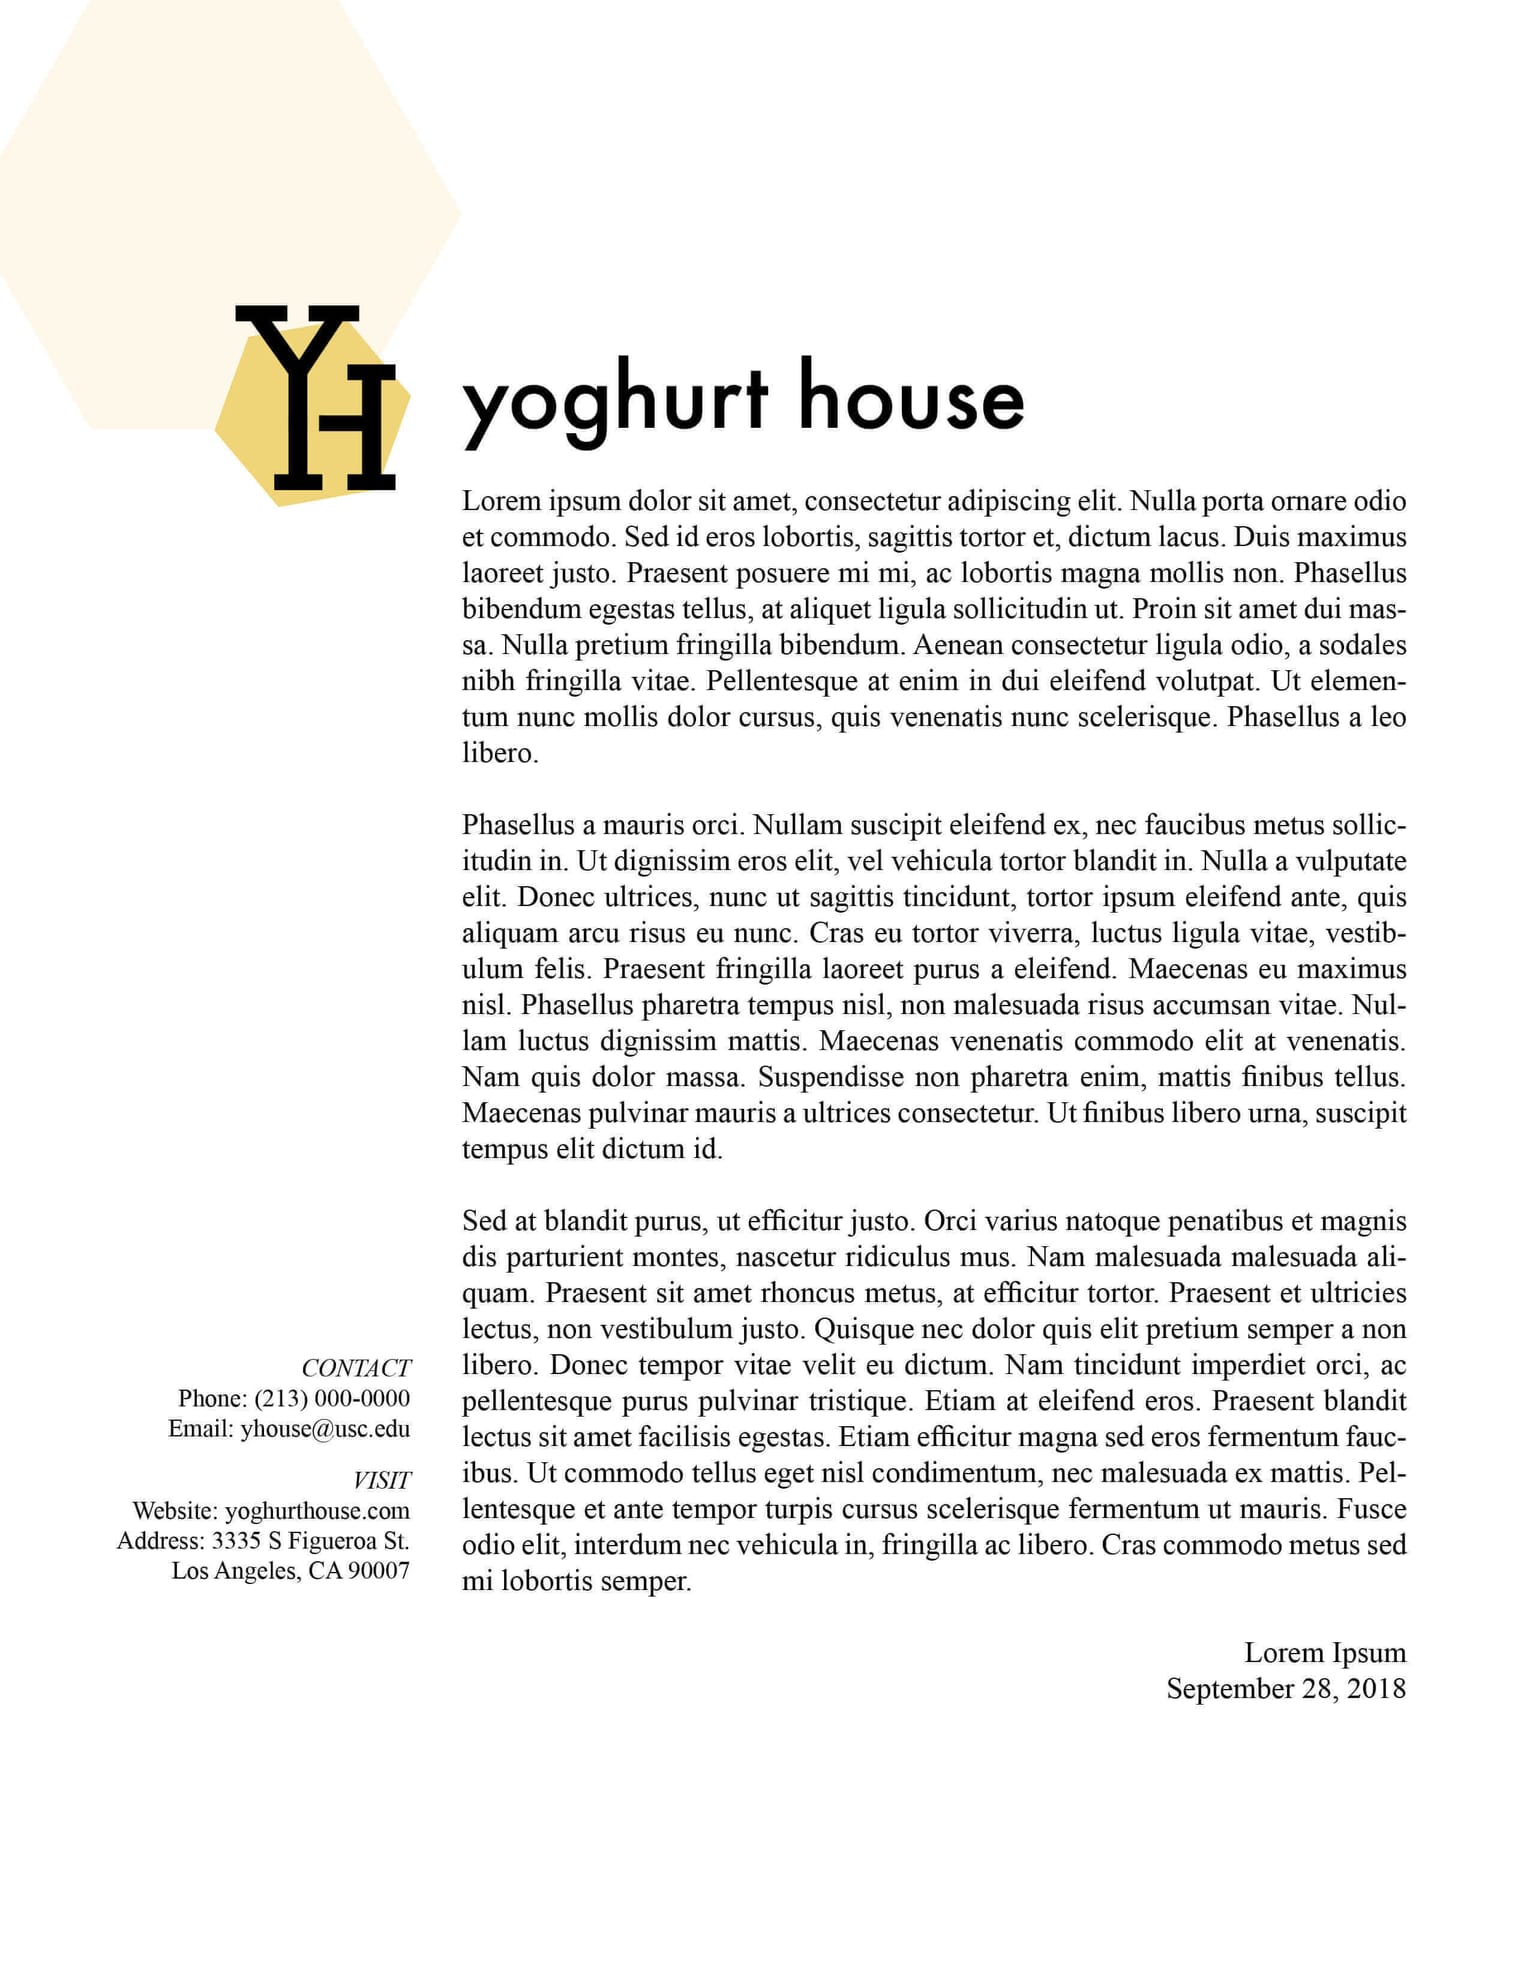 YH
yoghurt house
Lorem ipsum dolor sit amet, consectetur adipiscing elit. Nulla porta ornare odio
et commodo. Sed id eros lobortis, sagittis tortor et, dictum lacus. Duis maximus
laoreet justo. Praesent posuere mi mi, ac lobortis magna mollis non. Phasellus
bibendum egestas tellus, at aliquet ligula sollicitudin ut. Proin sit amet dui mas-
sa. Nulla pretium fringilla bibendum. Aenean consectetur ligula odio, a sodales
nibh fringilla vitae. Pellentesque at enim in dui eleifend volutpat. Ut elemen-
tum nunc mollis dolor cursus, quis venenatis nunc scelerisque. Phasellus a leo
libero.
Phasellus a mauris orci. Nullam suscipit eleifend ex, nec faucibus metus sollic-
itudin in. Ut dignissim eros elit, vel vehicula tortor blandit in. Nulla a vulputate
elit. Donec ultrices, nunc ut sagittis tincidunt, tortor ipsum eleifend ante, quis
aliquam arcu risus eu nunc. Cras eu tortor viverra, luctus ligula vitae, vestib-
ulum felis. Praesent fringilla laoreet purus a eleifend. Maecenas eu maximus
nisl. Phasellus pharetra tempus nisl, non malesuada risus accumsan vitae. Nul-
lam luctus dignissim mattis. Maecenas venenatis commodo elit at venenatis.
Nam quis dolor massa. Suspendisse non pharetra enim, mattis finibus tellus.
Maecenas pulvinar mauris a ultrices consectetur. Ut finibus libero urna, suscipit
tempus elit dictum id.
Sed at blandit purus, ut efficitur justo. Orci varius natoque penatibus et magnis
dis parturient montes, nascetur ridiculus mus. Nam malesuada malesuada ali-
quam. Praesent sit amet rhoncus metus, at efficitur tortor. Praesent et ultricies
lectus, non vestibulum justo. Quisque nec dolor quis elit pretium semper a non
libero. Donec tempor vitae velit eu dictum. Nam tincidunt imperdiet orci, ac
pellentesque purus pulvinar tristique. Etiam at eleifend eros. Praesent blandit
lectus sit amet facilisis egestas. Etiam efficitur magna sed eros fermentum fauc-
ibus. Ut commodo tellus eget nisl condimentum, nec malesuada ex mattis. Pel-
lentesque et ante tempor turpis cursus scelerisque fermentum ut mauris. Fusce
odio elit, interdum nec vehicula in, fringilla ac libero. Cras commodo metus sed
mi lobortis semper.
Lorem Ipsum
September 28, 2018
CONTACT
Phone: (213) 000-0000
Email: yhouse@usc.edu
VISIT
Website: yoghurthouse.com
Address: 3335 S Figueroa St.
Los Angeles, CA 90007